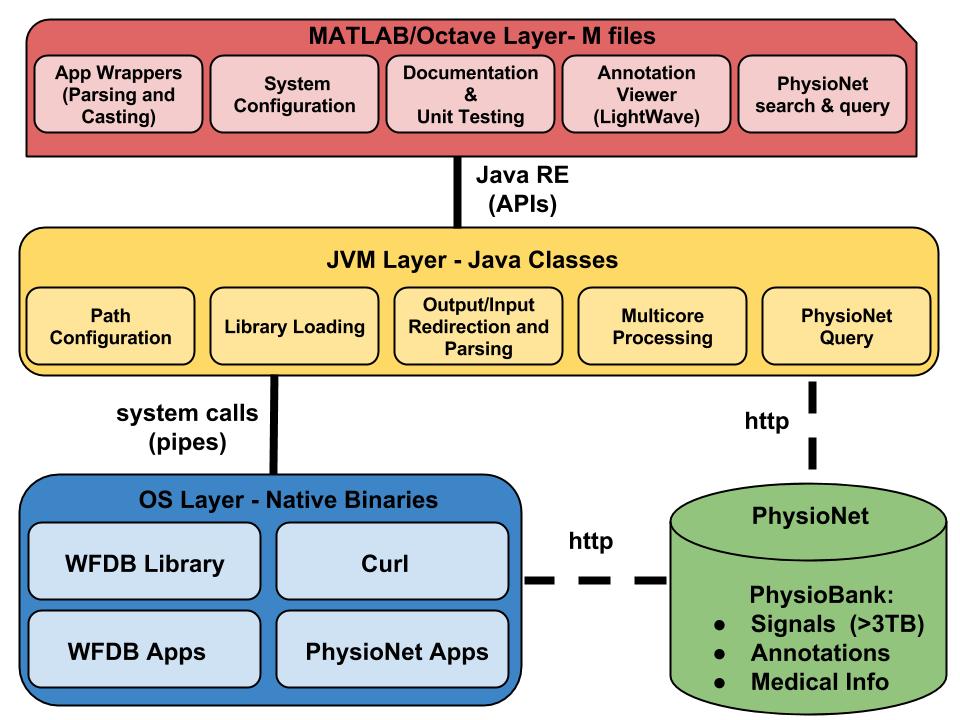 MATLAB/Octave Layer- M files
App Wrappers
(Parsing and
Casting)
System
Configuration
Documentation
&
Unit Testing
Annotation
Viewer
(LightWave)
PhysioNet
search & query
Java RE
(APIs)
JVM Layer - Java Classes
Path
Configuration
Library Loading
Output/Input
Redirection and
Parsing
Multicore
Processing
PhysioNet
Query
system calls
(pipes)
http
OS Layer - Native Binaries
WFDB Library
Curl
WFDB Apps
PhysioNet Apps
http
PhysioNet
PhysioBank:
● Signals (>3TB)
● Annotations
● Medical Info